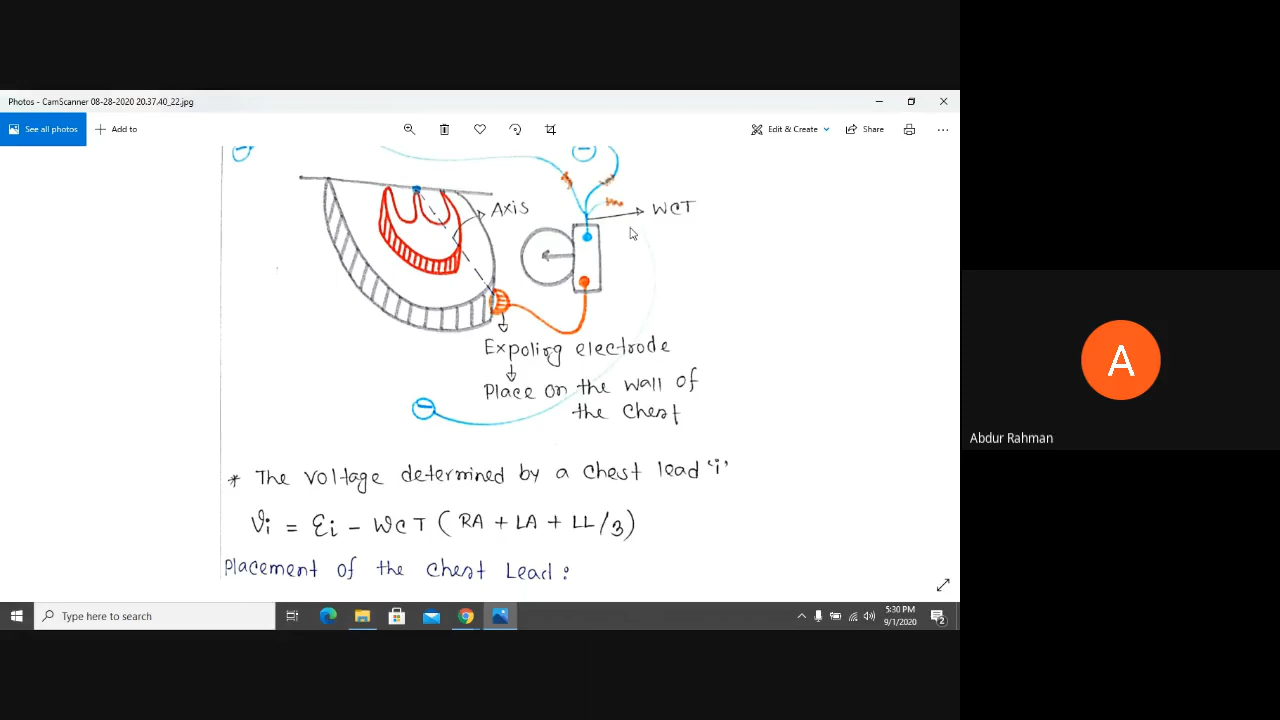 Photos - CamScanner 08-28-2020 20.37.40_22.jpg
See all photos
Add to
Edit & Create
Share
Axis
WCT
Expoling electrode
Place on the wall of
the chest
* The voltage determined by a chest lead 'i'
Vi = Ei - WCT ( RA + LA + LL/3)
Placement of the chest Lead :
A
Abdur Rahman
Type here to search
5:30 PM
9/1/2020
2